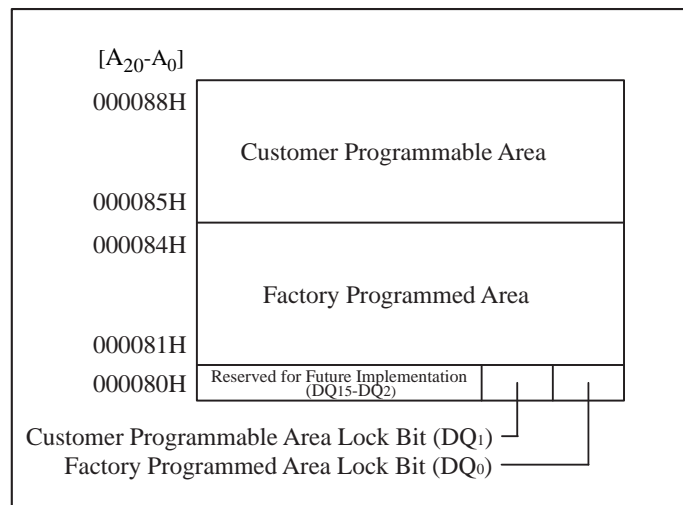 [A20-A0]
000088H
Customer Programmable Area
000085H
000084H
Factory Programmed Area
000081H
000080H
Reserved for Future Implementation
(DQ15-DQ2)
Customer Programmable Area Lock Bit (DQ1)
Factory Programmed Area Lock Bit (DQ0)